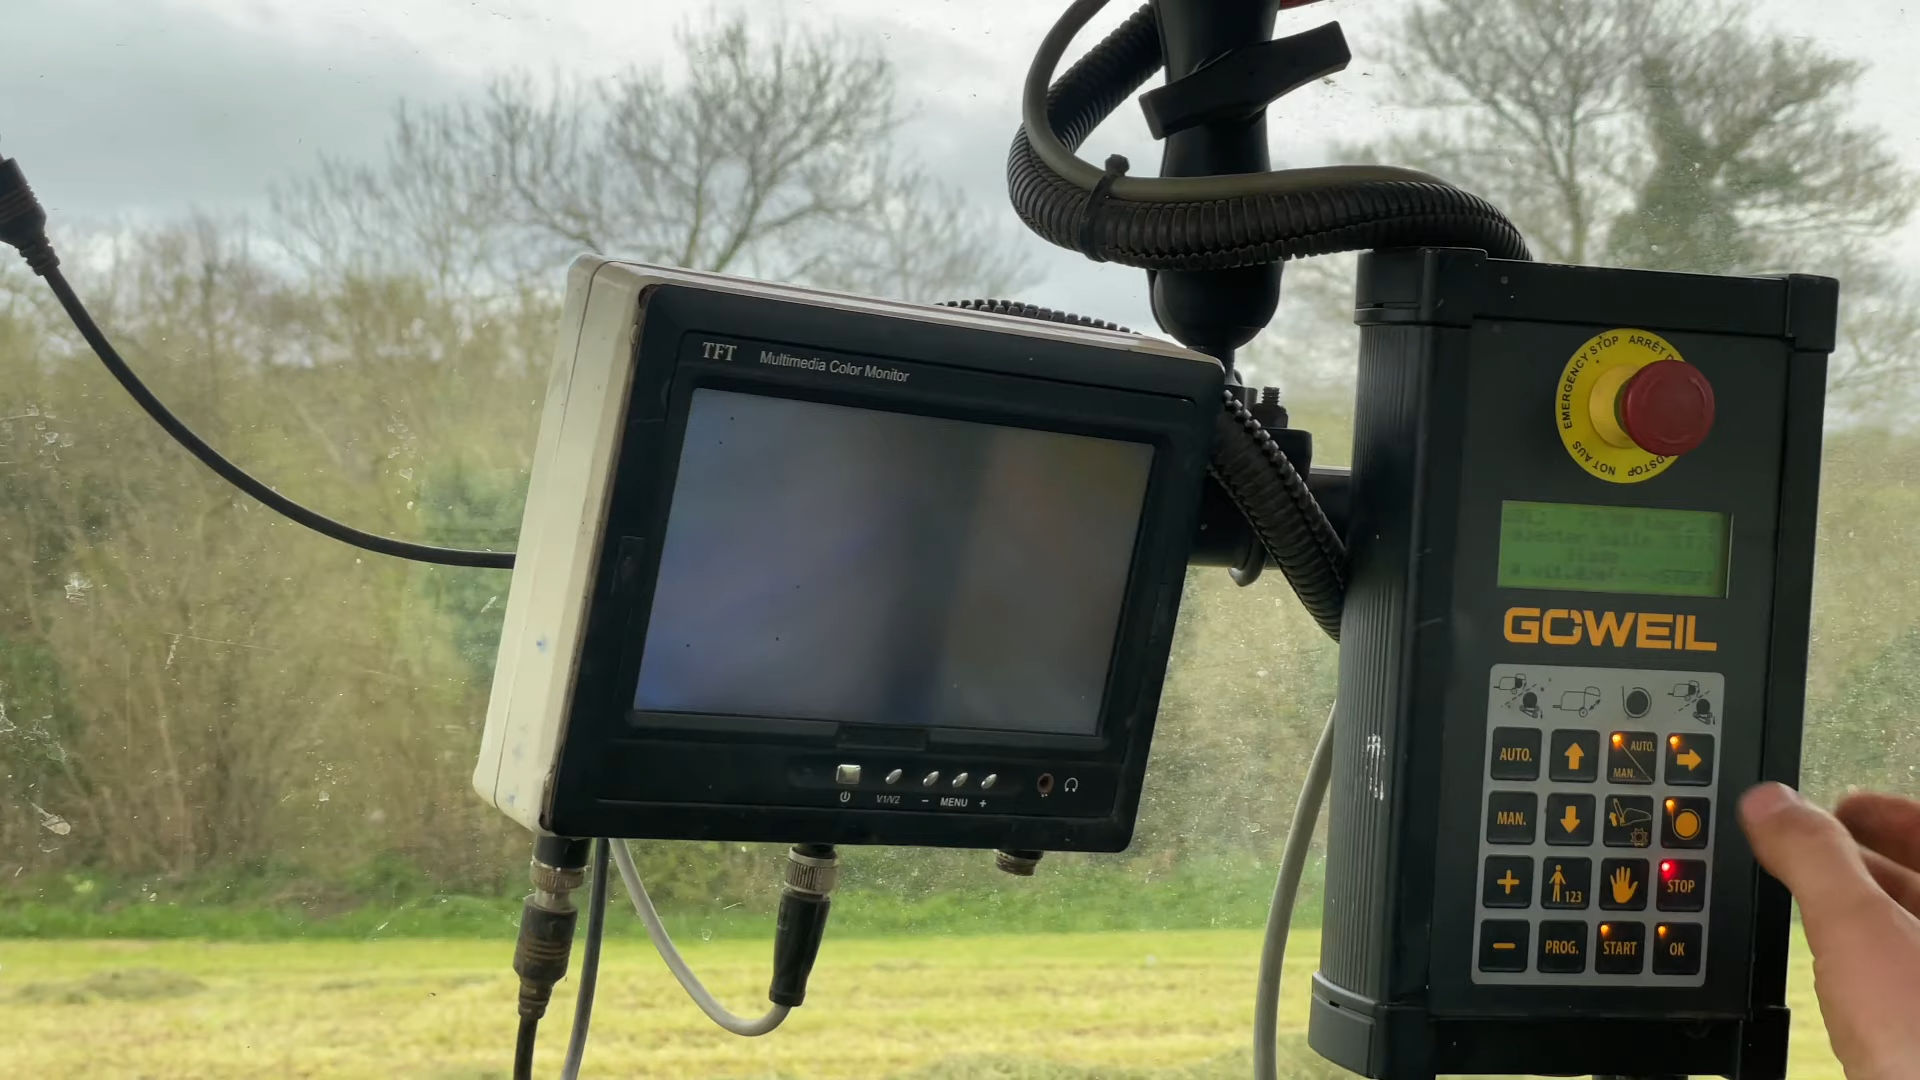 TFT Multimedia Color Monitor
V1/V2 − MENU +
EMERGENCY STOP ARRÊT
NOT AUS
GÖWEIL
AUTO.
AUTO.
MAN.
MAN.
+ 123 STOP
− PROG. START OK